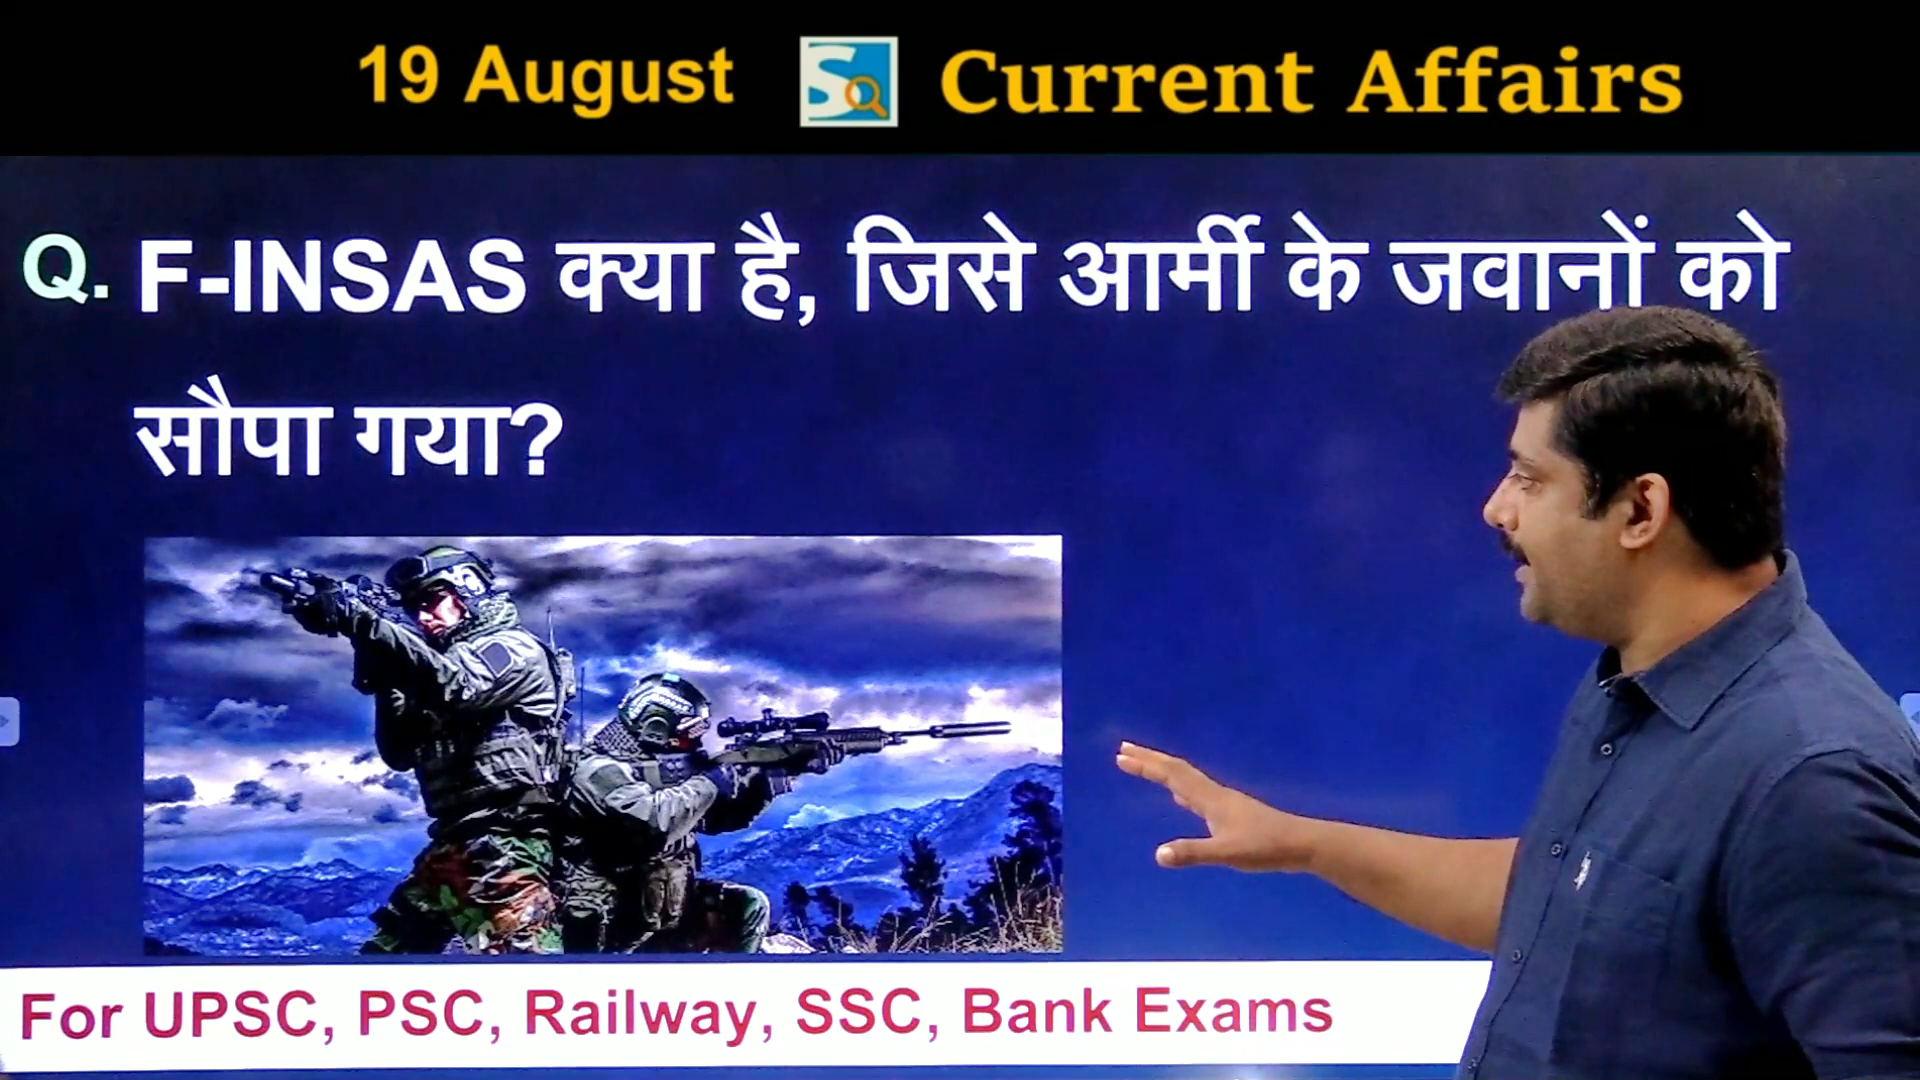 19 August Current Affairs
Q. F-INSAS क्या है, जिसे आर्मी के जवानों को
सौपा गया?
For UPSC, PSC, Railway, SSC, Bank Exams